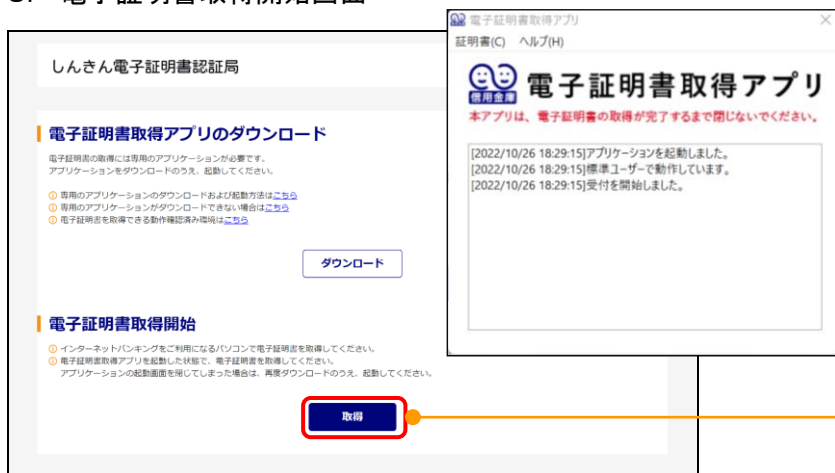 電子証明書取得開始画面
しんきん電子証明書認証局
電子証明書取得アプリのダウンロード
電子証明書の取得には専用のアプリケーションが必要です。
アプリケーションをダウンロードのうえ、起動してください。
専用のアプリケーションのダウンロードおよび起動方法はこちら
専用のアプリケーションがダウンロードできない場合はこちら
電子証明書を取得できる動作確認済み環境はこちら
ダウンロード
電子証明書取得開始
インターネットバンキングをご利用になるパソコンで電子証明書を取得してください。
電子証明書取得アプリを起動した状態で、電子証明書を取得してください。
アプリケーションの起動画面を閉じてしまった場合は、再度ダウンロードのうえ、起動してください。
取得
電子証明書取得アプリ
証明書(C) ヘルプ(H)
信用金庫
電子証明書取得アプリ
本アプリは、電子証明書の取得が完了するまで閉じないでください。
[2022/10/26 18:29:15]アプリケーションを起動しました。
[2022/10/26 18:29:15]標準ユーザーで動作しています。
[2022/10/26 18:29:15]受付を開始しました。